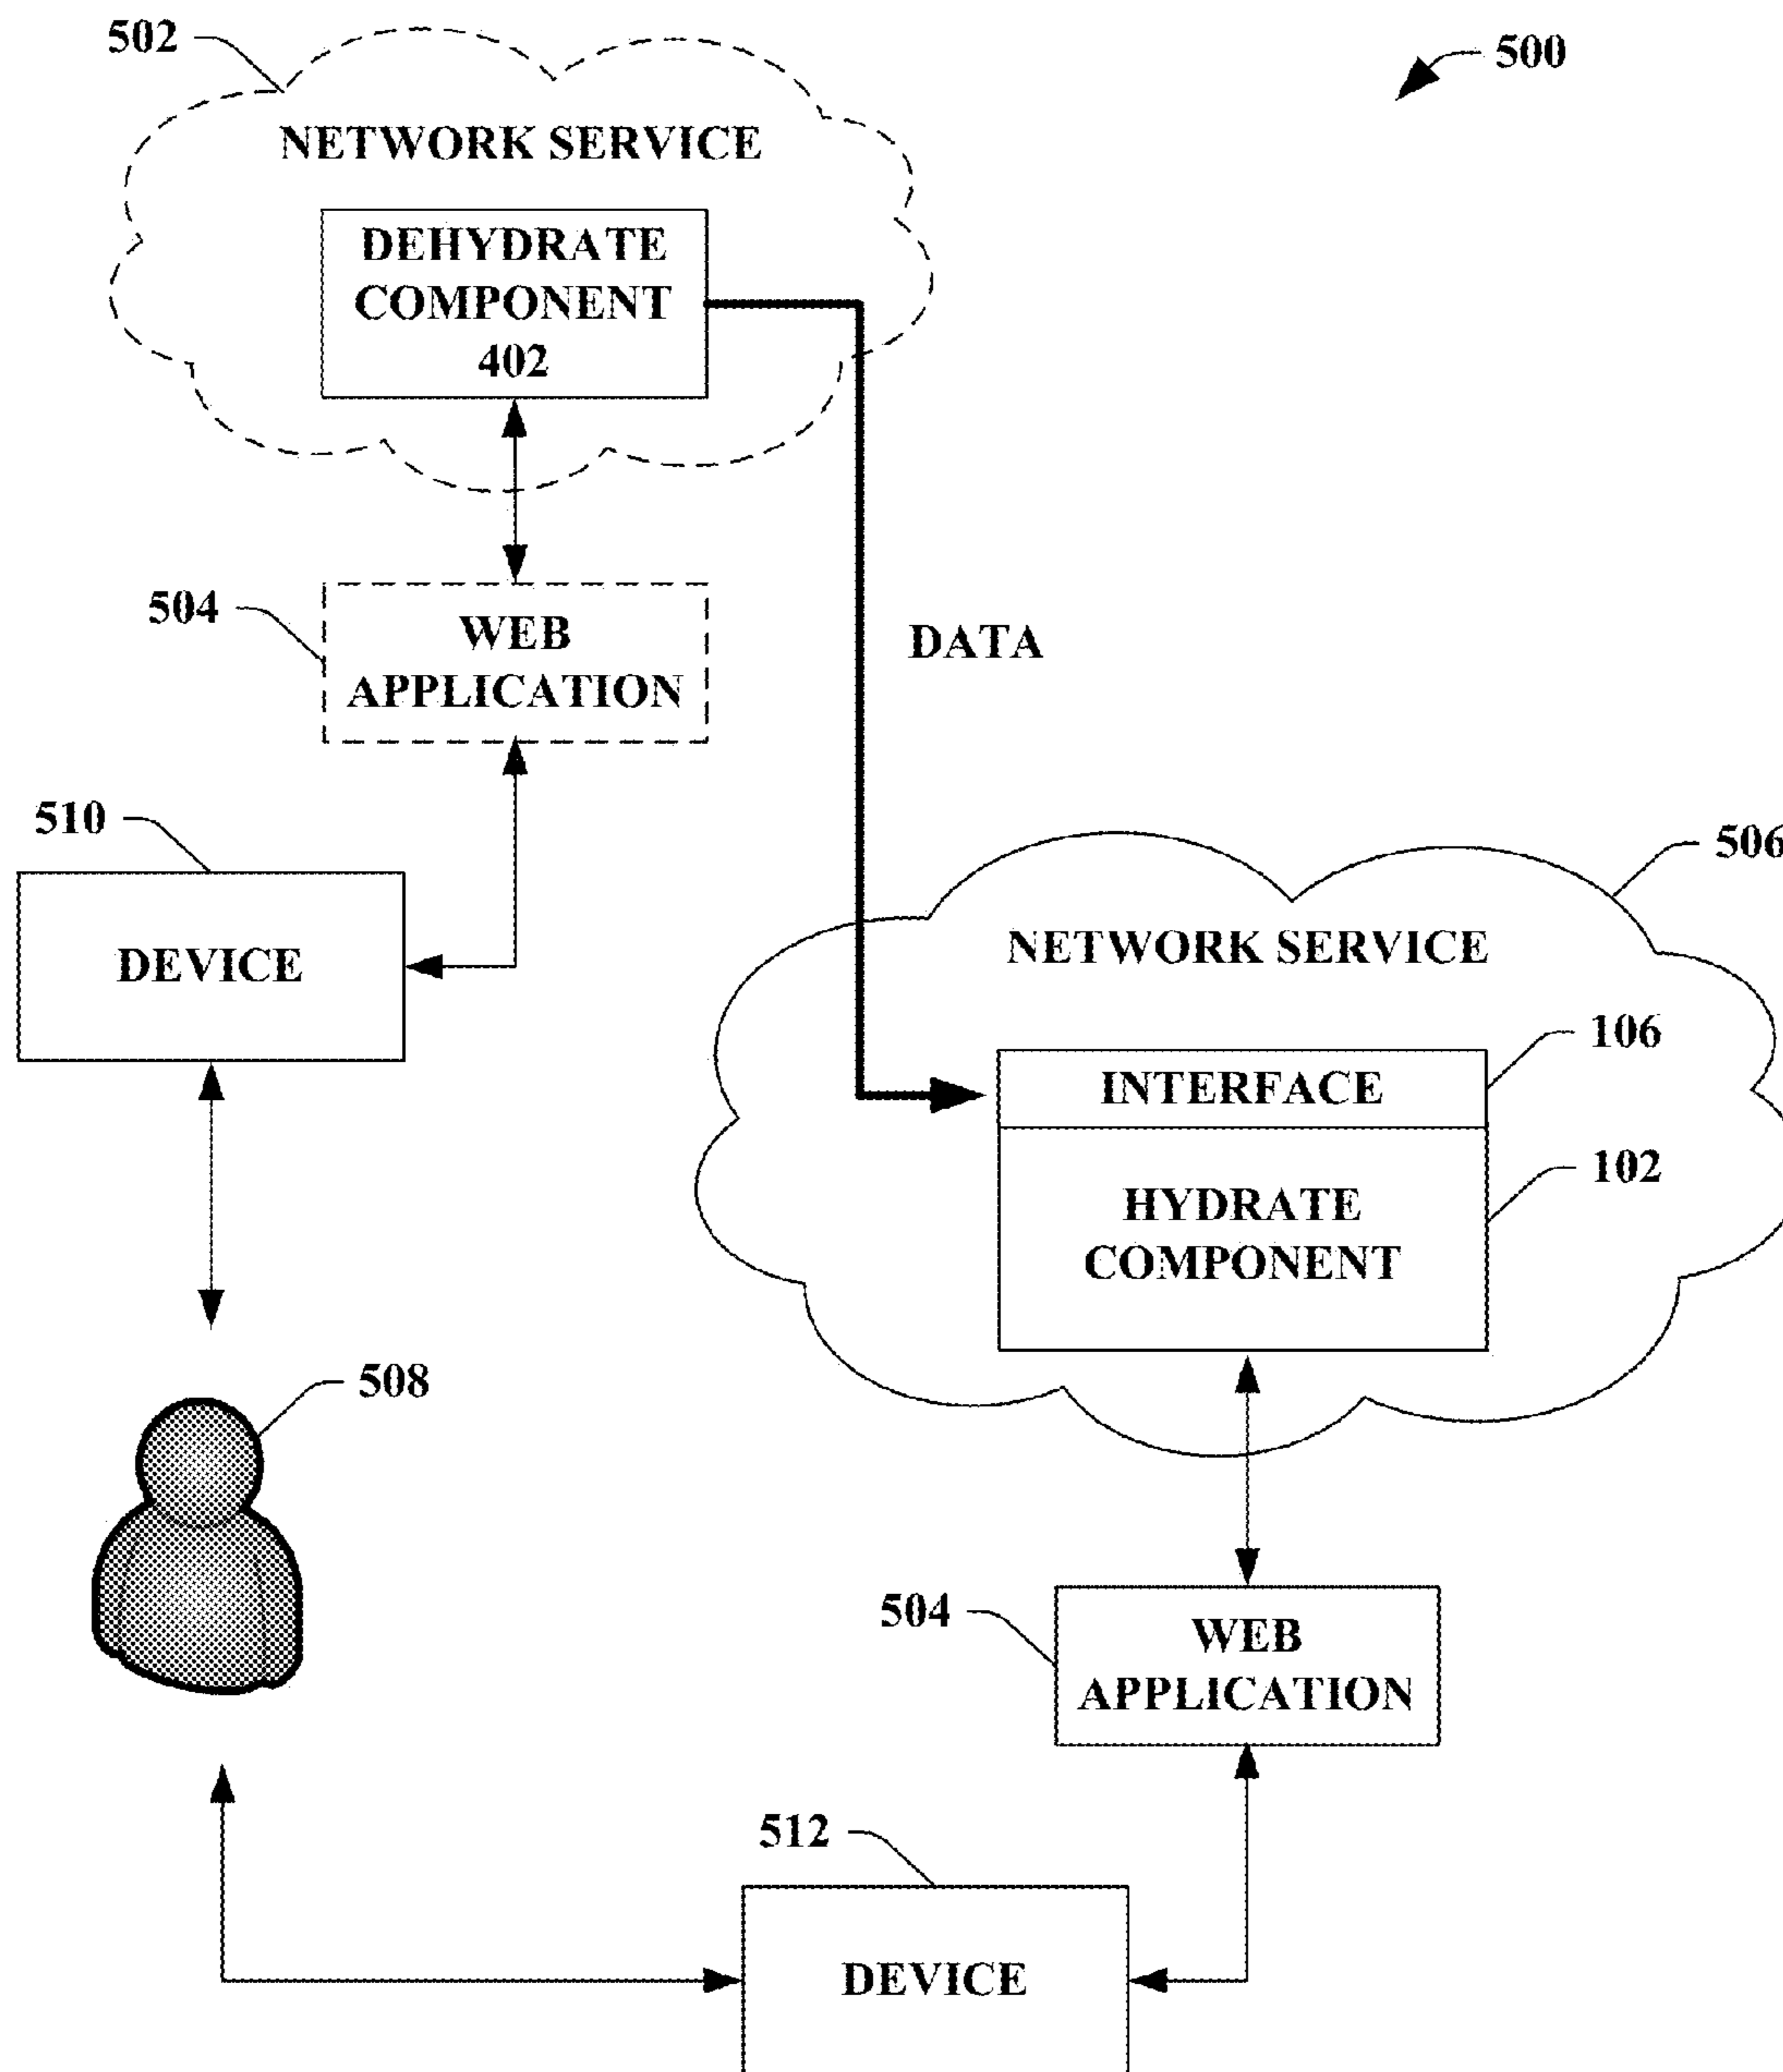 502
500
NETWORK SERVICE
DEHYDRATE
COMPONENT
402
504
WEB
APPLICATION
DATA
510
DEVICE
506
NETWORK SERVICE
106
INTERFACE
102
HYDRATE
COMPONENT
508
504
WEB
APPLICATION
512
DEVICE